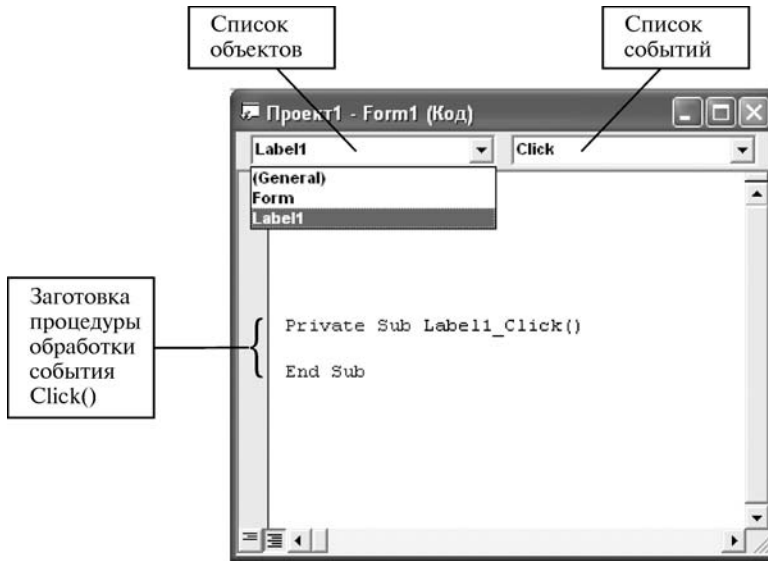 Список
объектов
Список
событий
Проект1 - Form1 (Код)
Label1
Click
(General)
Form
Label1
Заготовка
процедуры
обработки
события
Click()
Private Sub Label1_Click()
End Sub